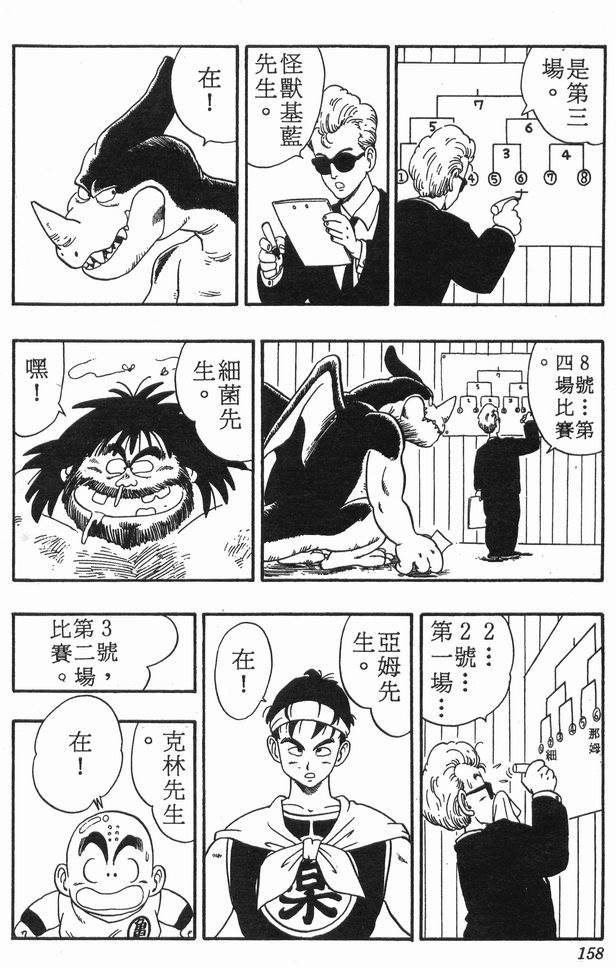 是第三
場。
7
5
6
3
4
① ④ ⑤ ⑥ ⑦ ⑧
怪獸基藍
先生。
在！
8號…第
四場比賽
。
細菌先
生。
嘿！
2…
2號…
第一場…
那姆
細
亞姆先
生。
在！
3號，
第二場
比賽。
克林先生
。
在！
龜
158